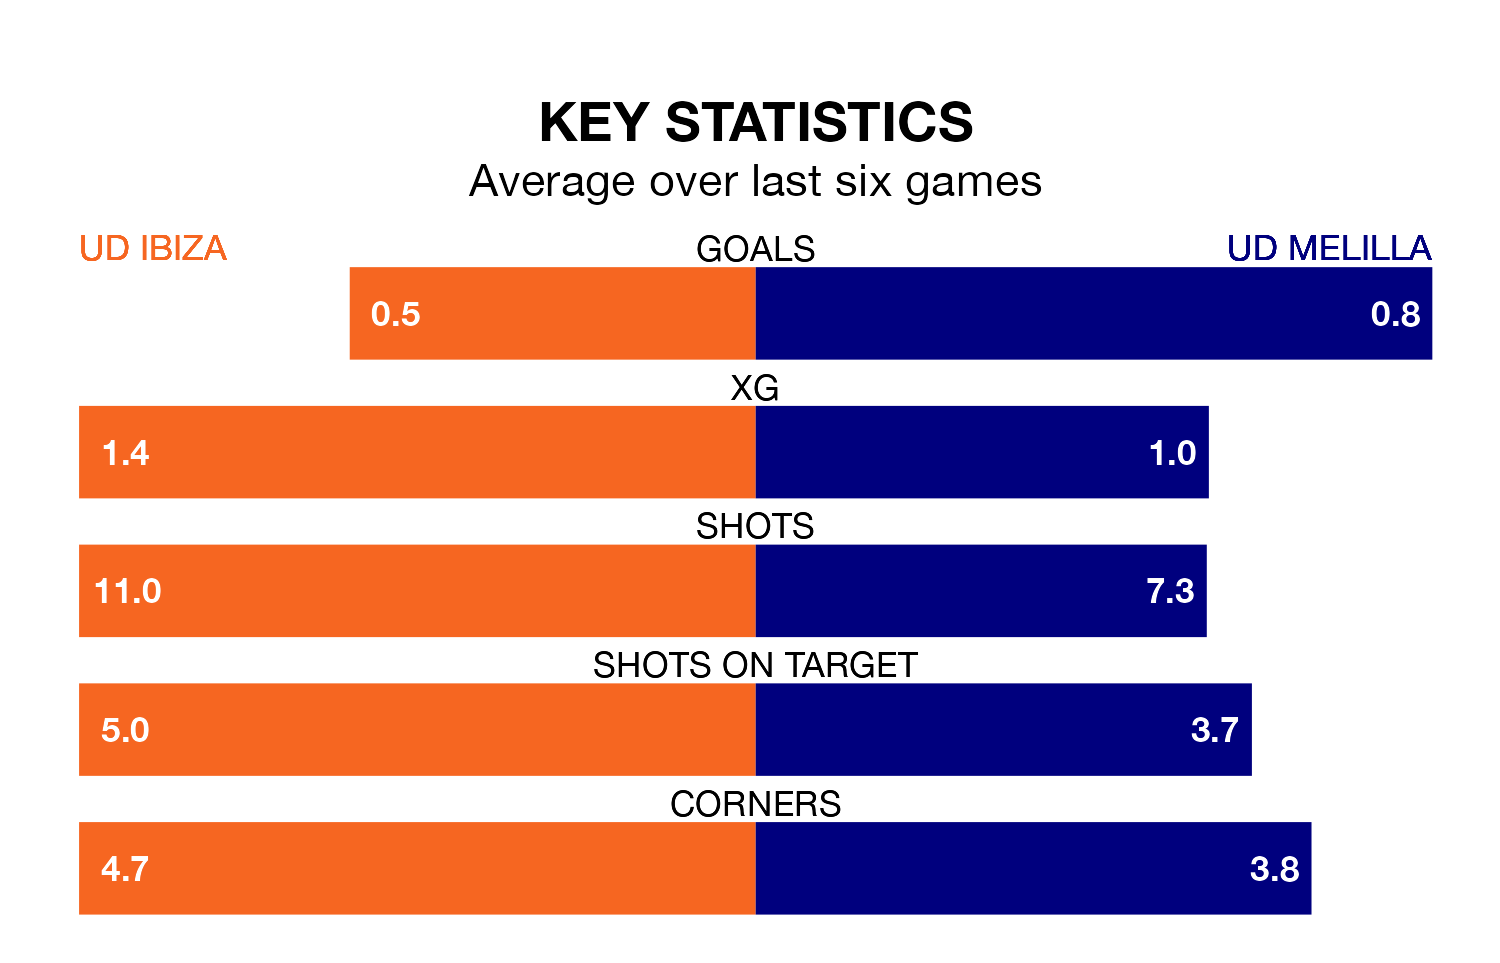 KEY STATISTICS
Average over last six games
UD IBIZA GOALS UD MELILLA
0.5 0.8
XG
1.4 1.0
SHOTS
11.0 7.3
SHOTS ON TARGET
5.0 3.7
CORNERS
4.7 3.8